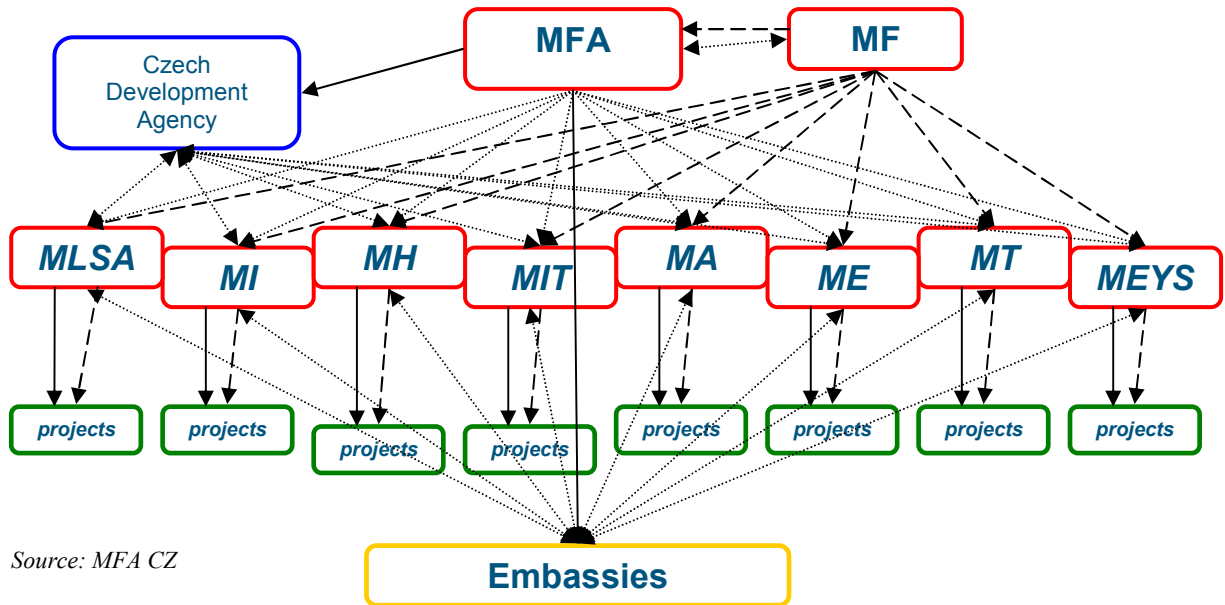 MFA
MF
Czech
Development
Agency
MLSA
MI
MH
MIT
MA
ME
MT
MEYS
projects
projects
projects
projects
projects
projects
projects
projects
Source: MFA CZ
Embassies